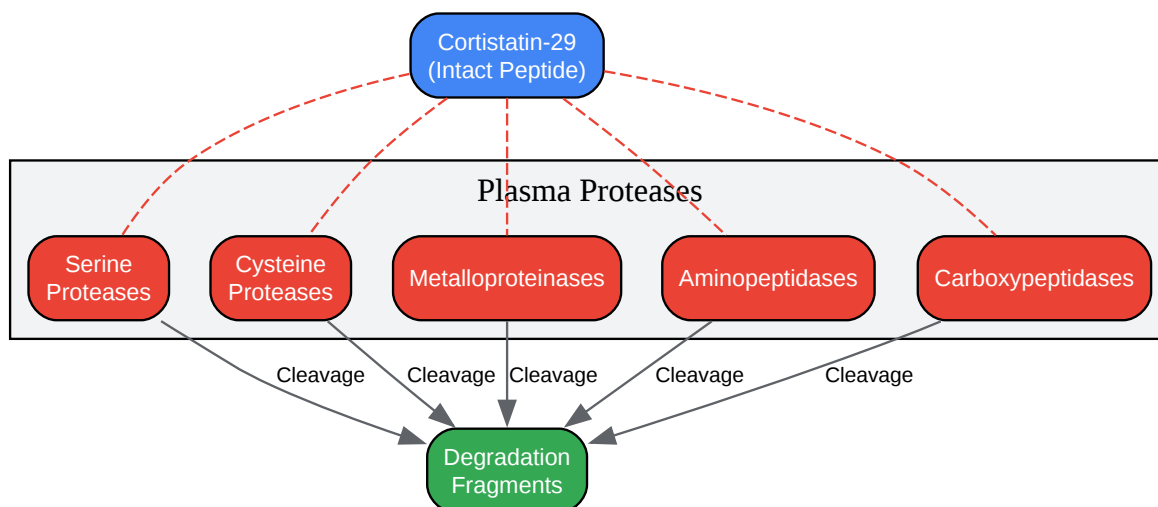 Cortistatin-29
(Intact Peptide)
Plasma Proteases
Serine
Proteases
Cysteine
Proteases
Metalloproteinases
Aminopeptidases
Carboxypeptidases
Cleavage
Cleavage
Cleavage
Cleavage
Cleavage
Degradation
Fragments